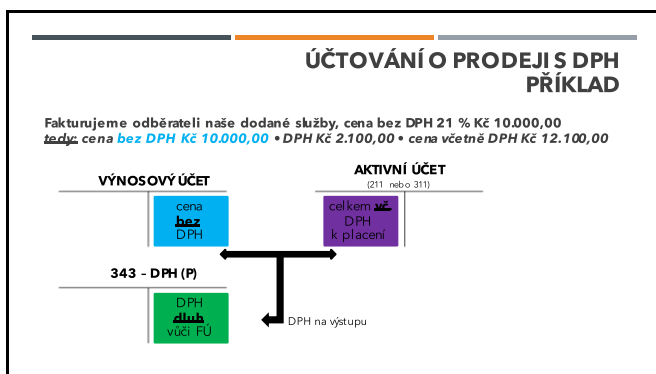 ÚČTOVÁNÍ O PRODEJI S DPH
PŘÍKLAD
Fakturujeme odběrateli naše dodané služby, cena bez DPH 21 % Kč 10.000,00
tedy: cena bez DPH Kč 10.000,00 • DPH Kč 2.100,00 • cena včetně DPH Kč 12.100,00
VÝNOSOVÝ ÚČET
cena
bez
DPH
AKTIVNÍ ÚČET
(211 nebo 311)
celkem vč.
DPH
k placení
343 – DPH (P)
DPH
dluh
vůči FÚ
DPH na výstupu